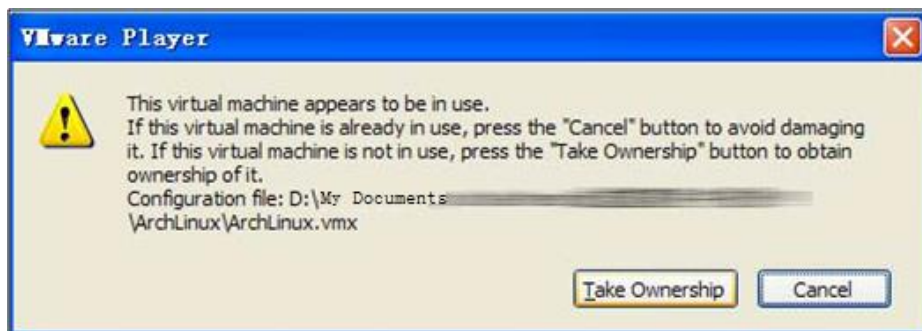 VMware Player
This virtual machine appears to be in use.
If this virtual machine is already in use, press the "Cancel" button to avoid damaging
it. If this virtual machine is not in use, press the "Take Ownership" button to obtain
ownership of it.
Configuration file: D:\My Documents
\ArchLinux\ArchLinux.vmx
Take Ownership Cancel